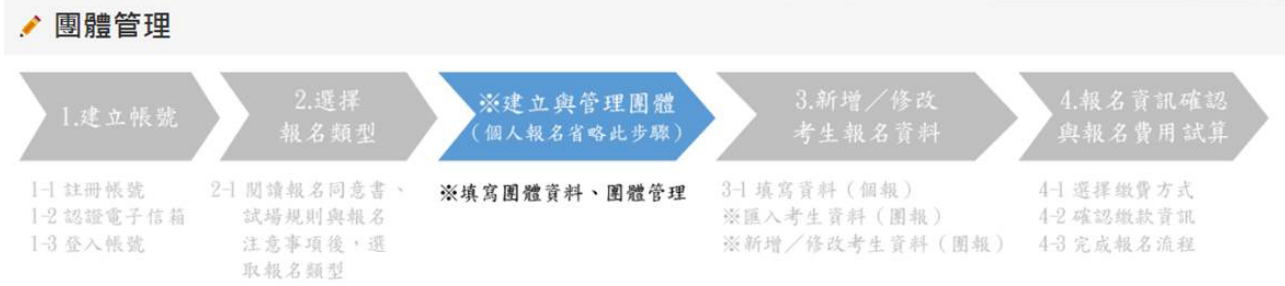 團體管理
1.建立帳號
2.選擇
報名類型
※建立與管理團體
（個人報名省略此步驟）
3.新增／修改
考生報名資料
4.報名資訊確認
與報名費用試算
1-1 註冊帳號
1-2 認證電子信箱
1-3 登入帳號
2-1 閱讀報名同意書、
試場規則與報名
注意事項後，選
取報名類型
※填寫團體資料、團體管理
3-1 填寫資料（個報）
※匯入考生資料（團報）
※新增／修改考生資料（團報）
4-1 選擇繳費方式
4-2 確認繳款資訊
4-3 完成報名流程